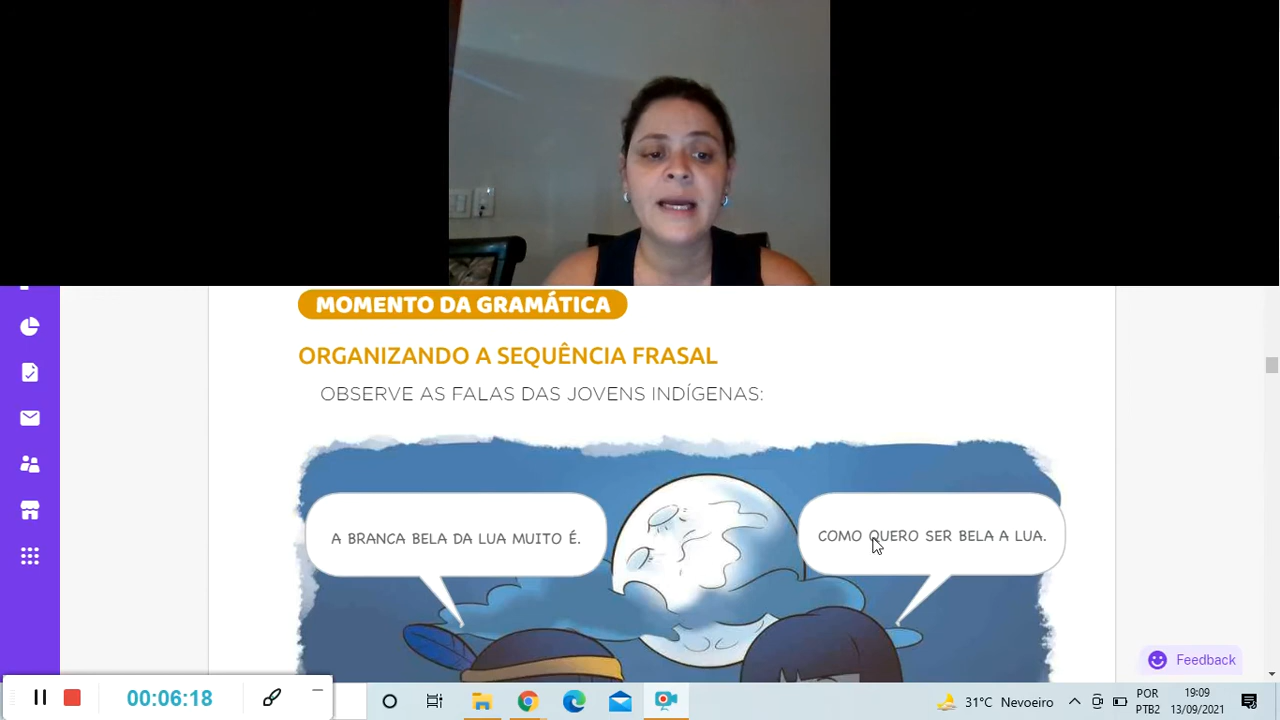 MOMENTO DA GRAMÁTICA
ORGANIZANDO A SEQUÊNCIA FRASAL
OBSERVE AS FALAS DAS JOVENS INDÍGENAS:
A BRANCA BELA DA LUA MUITO É.
COMO QUERO SER BELA A LUA.
Feedback
00:06:18
31°C Nevoeiro
POR
PTB2
19:09
13/09/2021